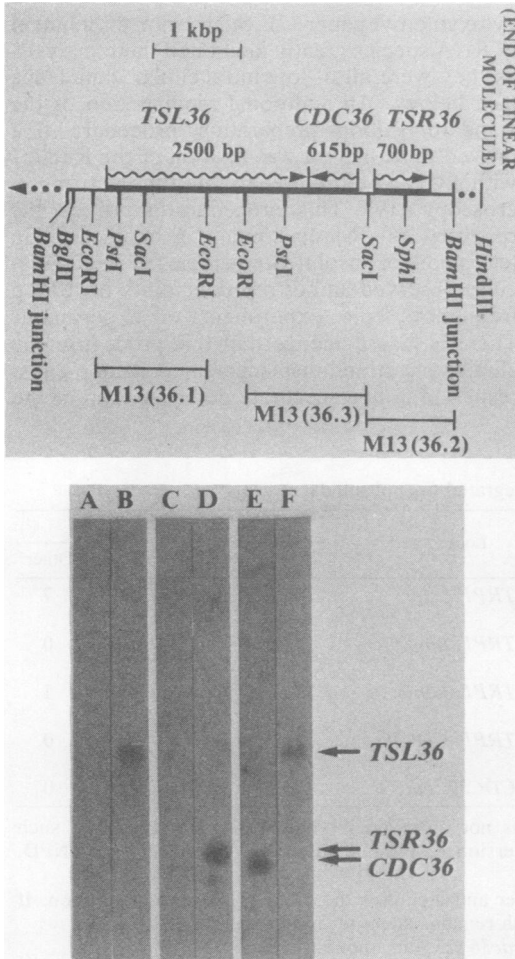 1 kbp
(END OF LINEAR
MOLECULE)
TSL36 CDC36 TSR36
2500 bp 615bp 700bp
BamHI junction
BglII
EcoRI
PstI
SacI
EcoRI
EcoRI
PstI
SacI
SphI
BamHI junction
HindIII
M13(36.1)
M13(36.3)
M13(36.2)
A B C D E F
TSL36
TSR36
CDC36